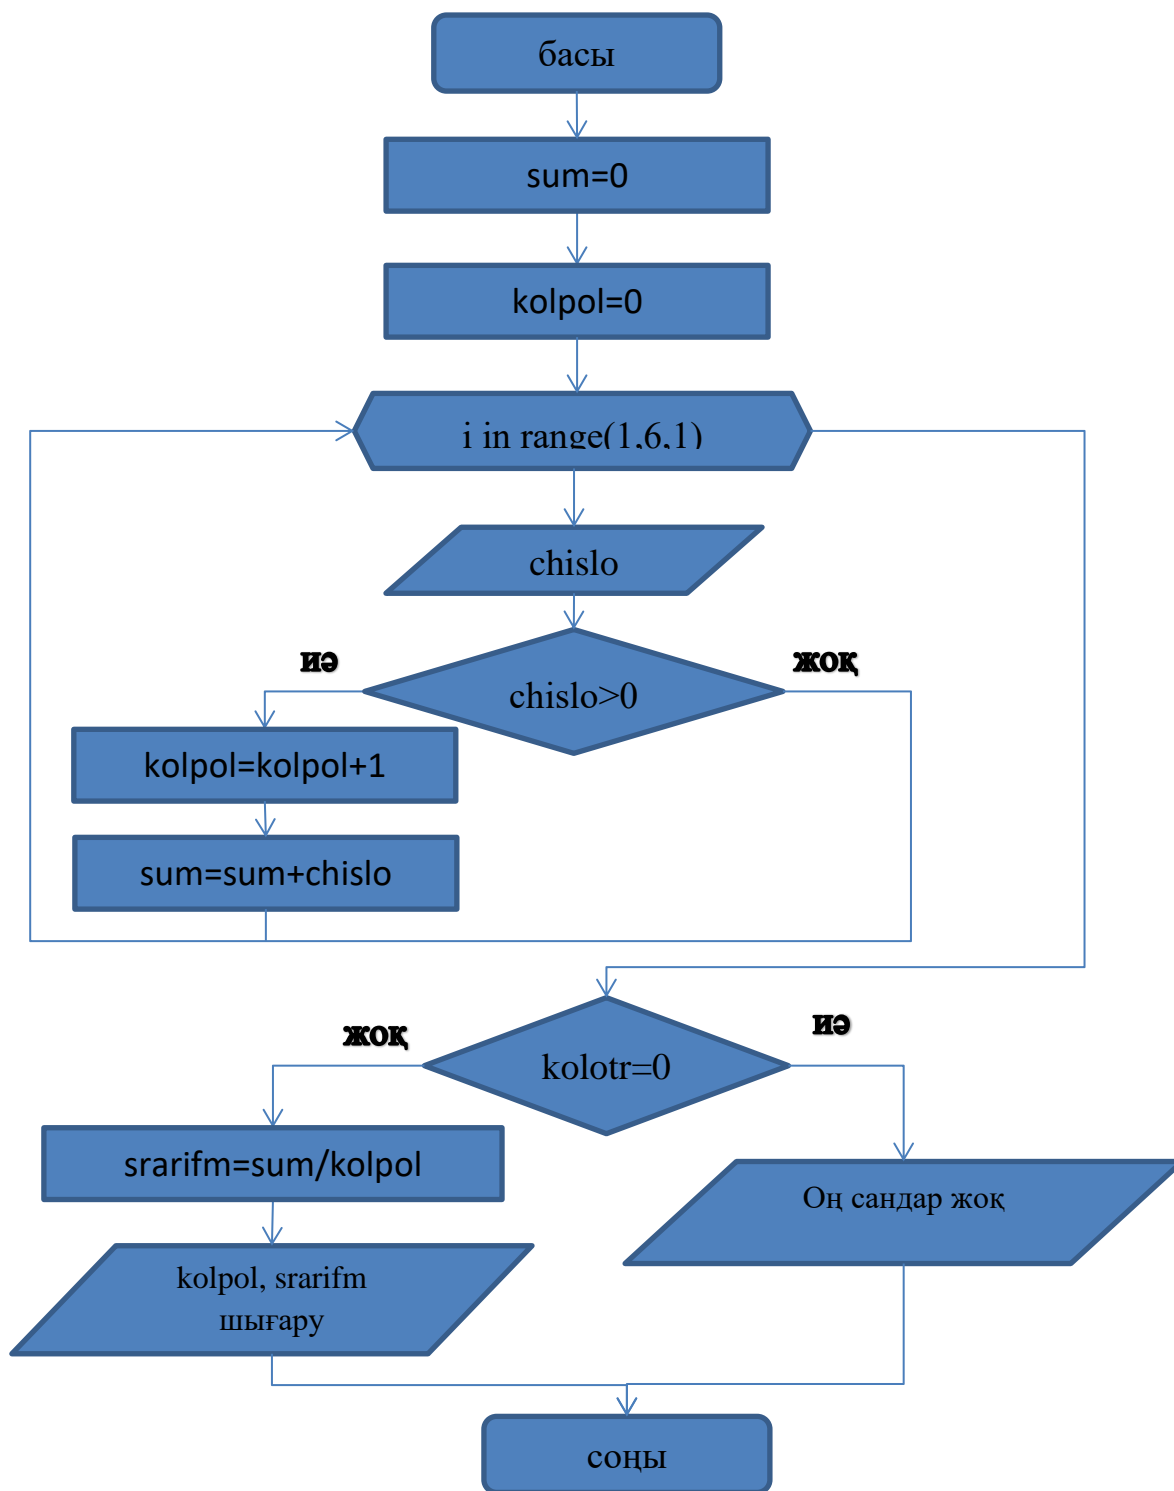 басы
sum=0
kolpol=0
i in range(1,6,1)
chislo
иә
жоқ
chislo>0
kolpol=kolpol+1
sum=sum+chislo
жоқ
иә
kolotr=0
srarifm=sum/kolpol
Оң сандар жоқ
kolpol, srarifm
шығару
соңы